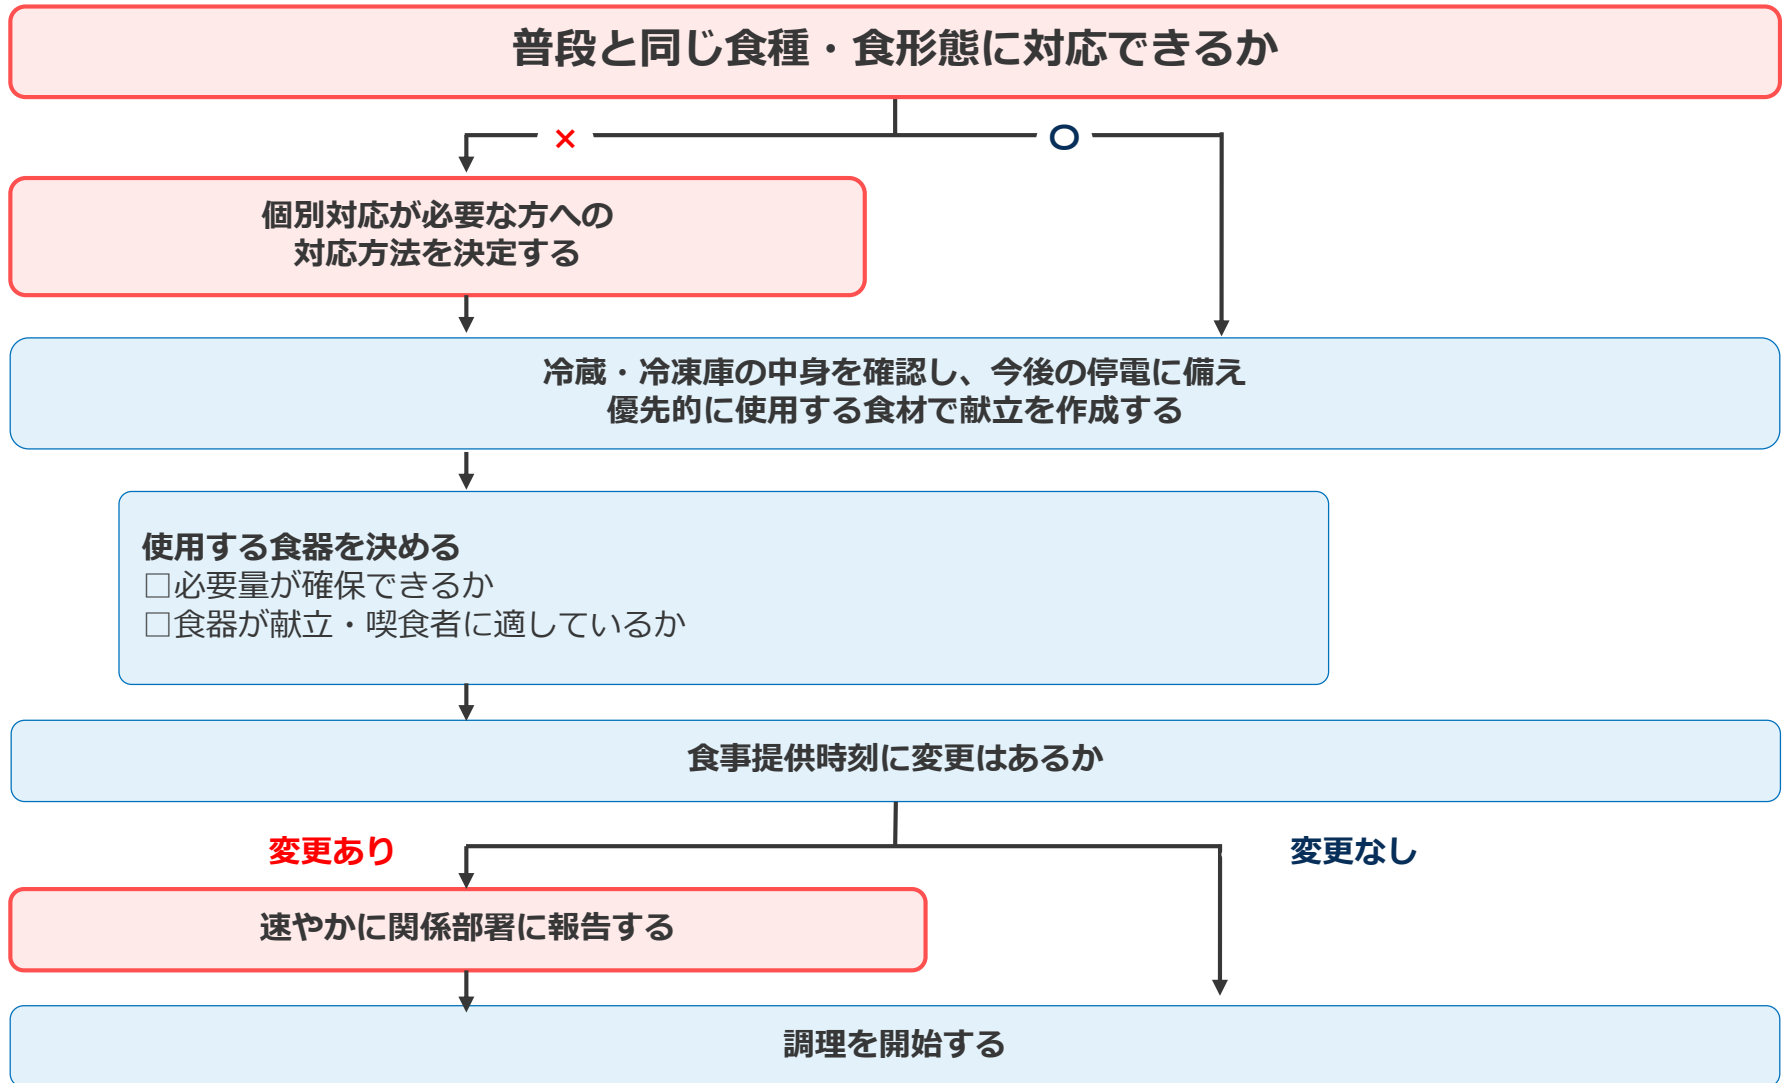 普段と同じ食種・食形態に対応できるか
×
○
個別対応が必要な方への
対応方法を決定する
冷蔵・冷凍庫の中身を確認し、今後の停電に備え
優先的に使用する食材で献立を作成する
使用する食器を決める
□必要量が確保できるか
□食器が献立・喫食者に適しているか
食事提供時刻に変更はあるか
変更あり
変更なし
速やかに関係部署に報告する
調理を開始する